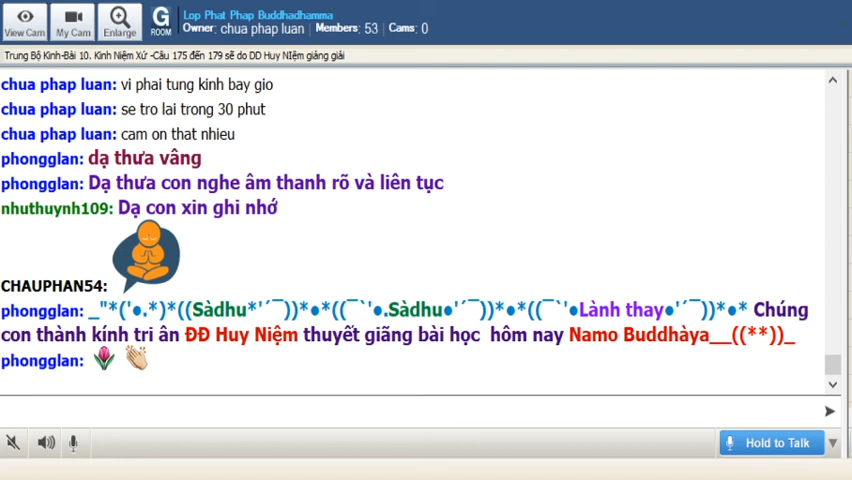 Lop Phat Phap Buddhadhamma
Owner: chua phap luan | Members: 53 | Cams: 0
View Cam
My Cam
Enlarge
G
ROOM
Trung Bộ Kinh-Bài 10. Kinh Niệm Xứ -Câu 175 đến 179 sẽ do DD Huy NIệm giảng giải
chua phap luan: vi phai tung kinh bay gio
chua phap luan: se tro lai trong 30 phut
chua phap luan: cam on that nhieu
phongglan: dạ thưa vâng
phongglan: Dạ thưa con nghe âm thanh rõ và liên tục
nhuthuynh109: Dạ con xin ghi nhớ
CHAUPHAN54:
phongglan: _"*('●.*)*((Sàdhu*'´¯))*●*((¯`'●.Sàdhu●'´¯))*●*((¯`'●Lành thay●'´¯))*●* Chúng
con thành kính tri ân ĐĐ Huy Niệm thuyết giãng bài học hôm nay Namo Buddhàya__((**))_
phongglan:
Hold to Talk